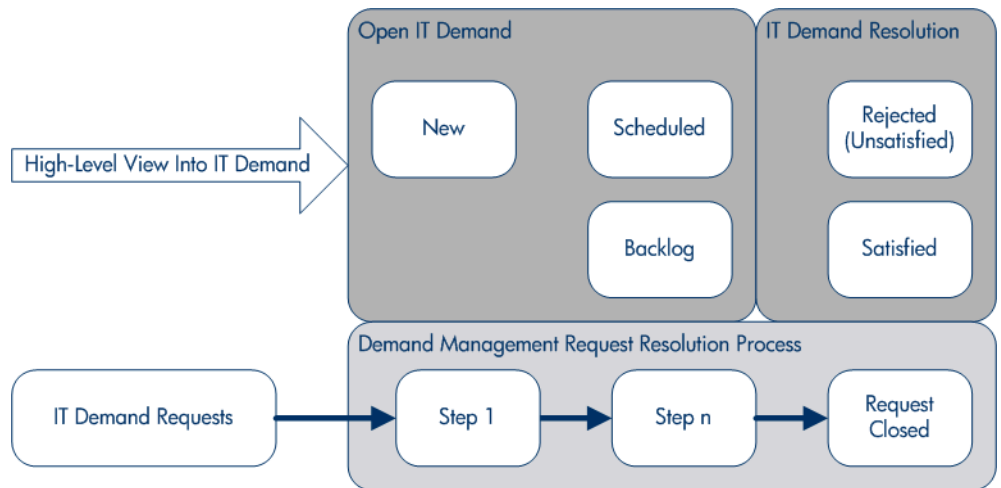 Open IT Demand
IT Demand Resolution
New
Scheduled
Rejected
(Unsatisfied)
High-Level View Into IT Demand
Backlog
Satisfied
Demand Management Request Resolution Process
IT Demand Requests
Step 1
Step n
Request
Closed